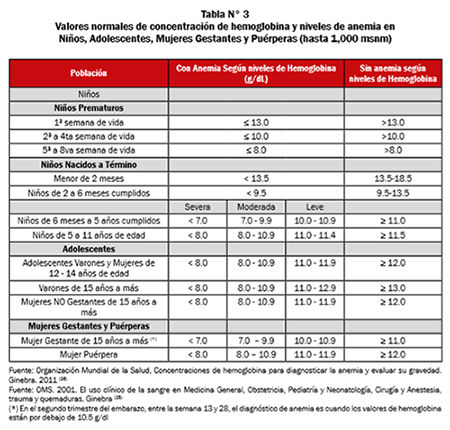 Tabla N° 3
Valores normales de concentración de hemoglobina y niveles de anemia en
Niños, Adolescentes, Mujeres Gestantes y Puérperas (hasta 1,000 msnm)
Población Con Anemia Según niveles de Hemoglobina (g/dL) Sin anemia según niveles de Hemoglobina
Niños
Niños Prematuros
1ª semana de vida ≤ 13.0 >13.0
2ª a 4ta semana de vida ≤ 10.0 >10.0
5ª a 8va semana de vida ≤ 8.0 >8.0
Niños Nacidos a Término
Menor de 2 meses < 13.5 13.5-18.5
Niños de 2 a 6 meses cumplidos < 9.5 9.5-13.5
Severa Moderada Leve
Niños de 6 meses a 5 años cumplidos < 7.0 7.0 - 9.9 10.0 - 10.9 ≥ 11.0
Niños de 5 a 11 años de edad < 8.0 8.0 - 10.9 11.0 - 11.4 ≥ 11.5
Adolescentes
Adolescentes Varones y Mujeres de 12 - 14 años de edad < 8.0 8.0 - 10.9 11.0 - 11.9 ≥ 12.0
Varones de 15 años a más < 8.0 8.0 - 10.9 11.0 - 12.9 ≥ 13.0
Mujeres NO Gestantes de 15 años a más < 8.0 8.0 - 10.9 11.0 - 11.9 ≥ 12.0
Mujeres Gestantes y Puérperas
Mujer Gestante de 15 años a más (*) < 7.0 7.0 – 9.9 10.0 - 10.9 ≥ 11.0
Mujer Puérpera < 8.0 8.0 – 10.9 11.0 - 11.9 ≥ 12.0
Fuente: Organización Mundial de la Salud, Concentraciones de hemoglobina para diagnosticar la anemia y evaluar su gravedad.
Ginebra. 2011
Fuente: OMS. 2001. El uso clínico de la sangre en Medicina General, Obstetricia, Pediatría y Neonatología, Cirugía y Anestesia,
trauma y quemaduras. Ginebra
(*) En el segundo trimestre del embarazo, entre la semana 13 y 28, el diagnóstico de anemia es cuando los valores de hemoglobina
están por debajo de 10.5 g/dl